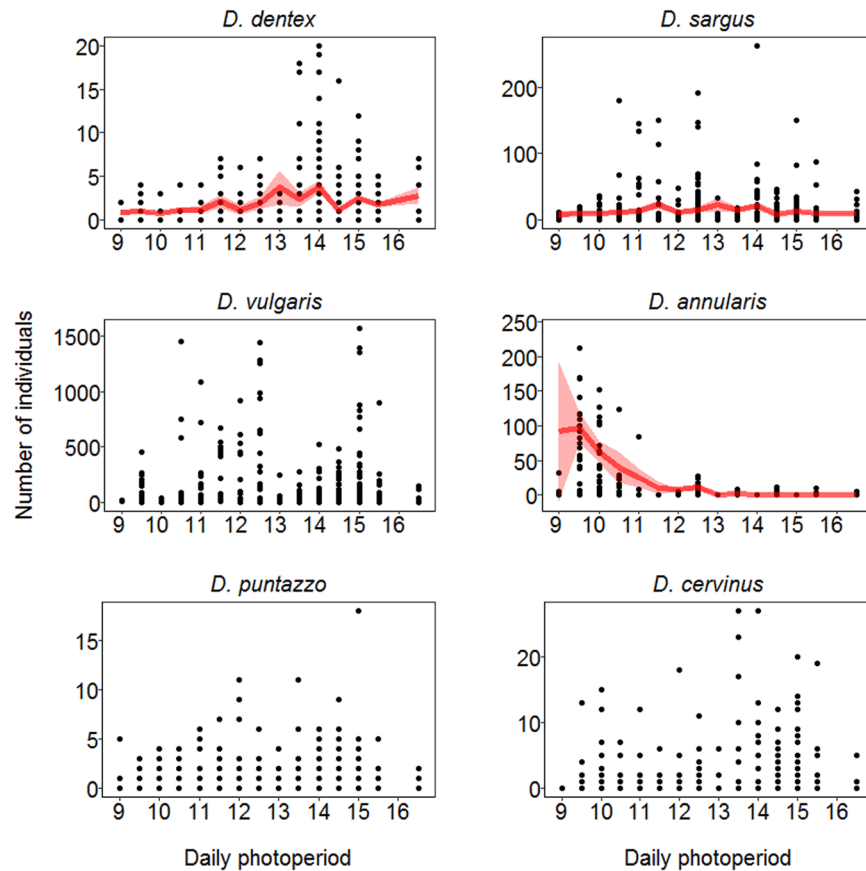 D. dentex
20
15
10
5
0
9 10 11 12 13 14 15 16
D. sargus
200
100
0
9 10 11 12 13 14 15 16
Number of individuals
D. vulgaris
1500
1000
500
0
9 10 11 12 13 14 15 16
D. annularis
250
200
150
100
50
0
9 10 11 12 13 14 15 16
D. puntazzo
15
10
5
0
9 10 11 12 13 14 15 16
Daily photoperiod
D. cervinus
20
10
0
9 10 11 12 13 14 15 16
Daily photoperiod